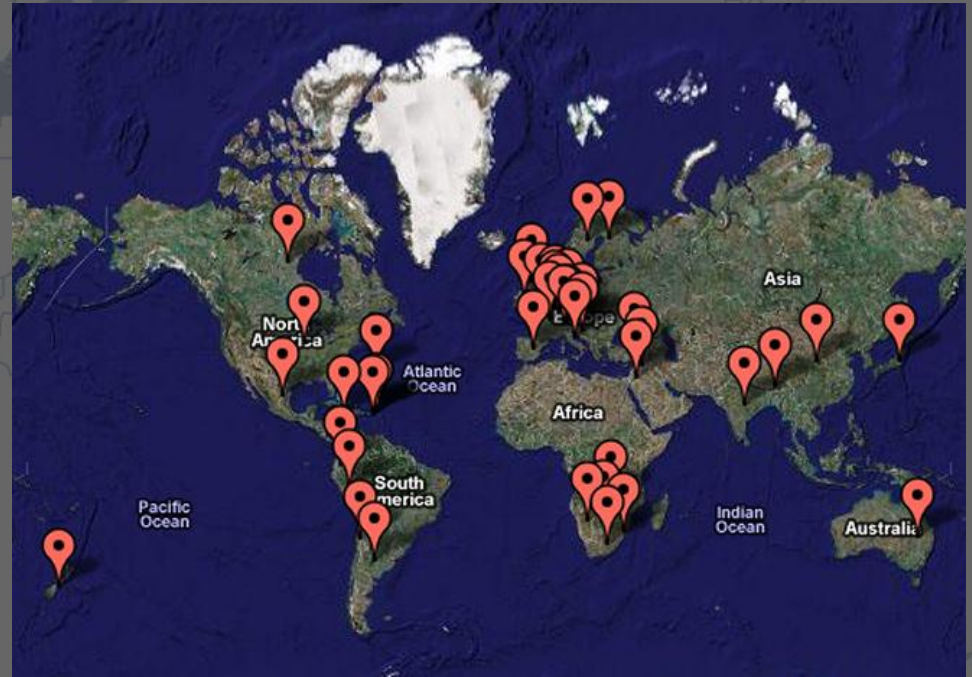 Asia
North
America
Europe
Atlantic
Ocean
Africa
South
America
Pacific
Ocean
Indian
Ocean
Australia